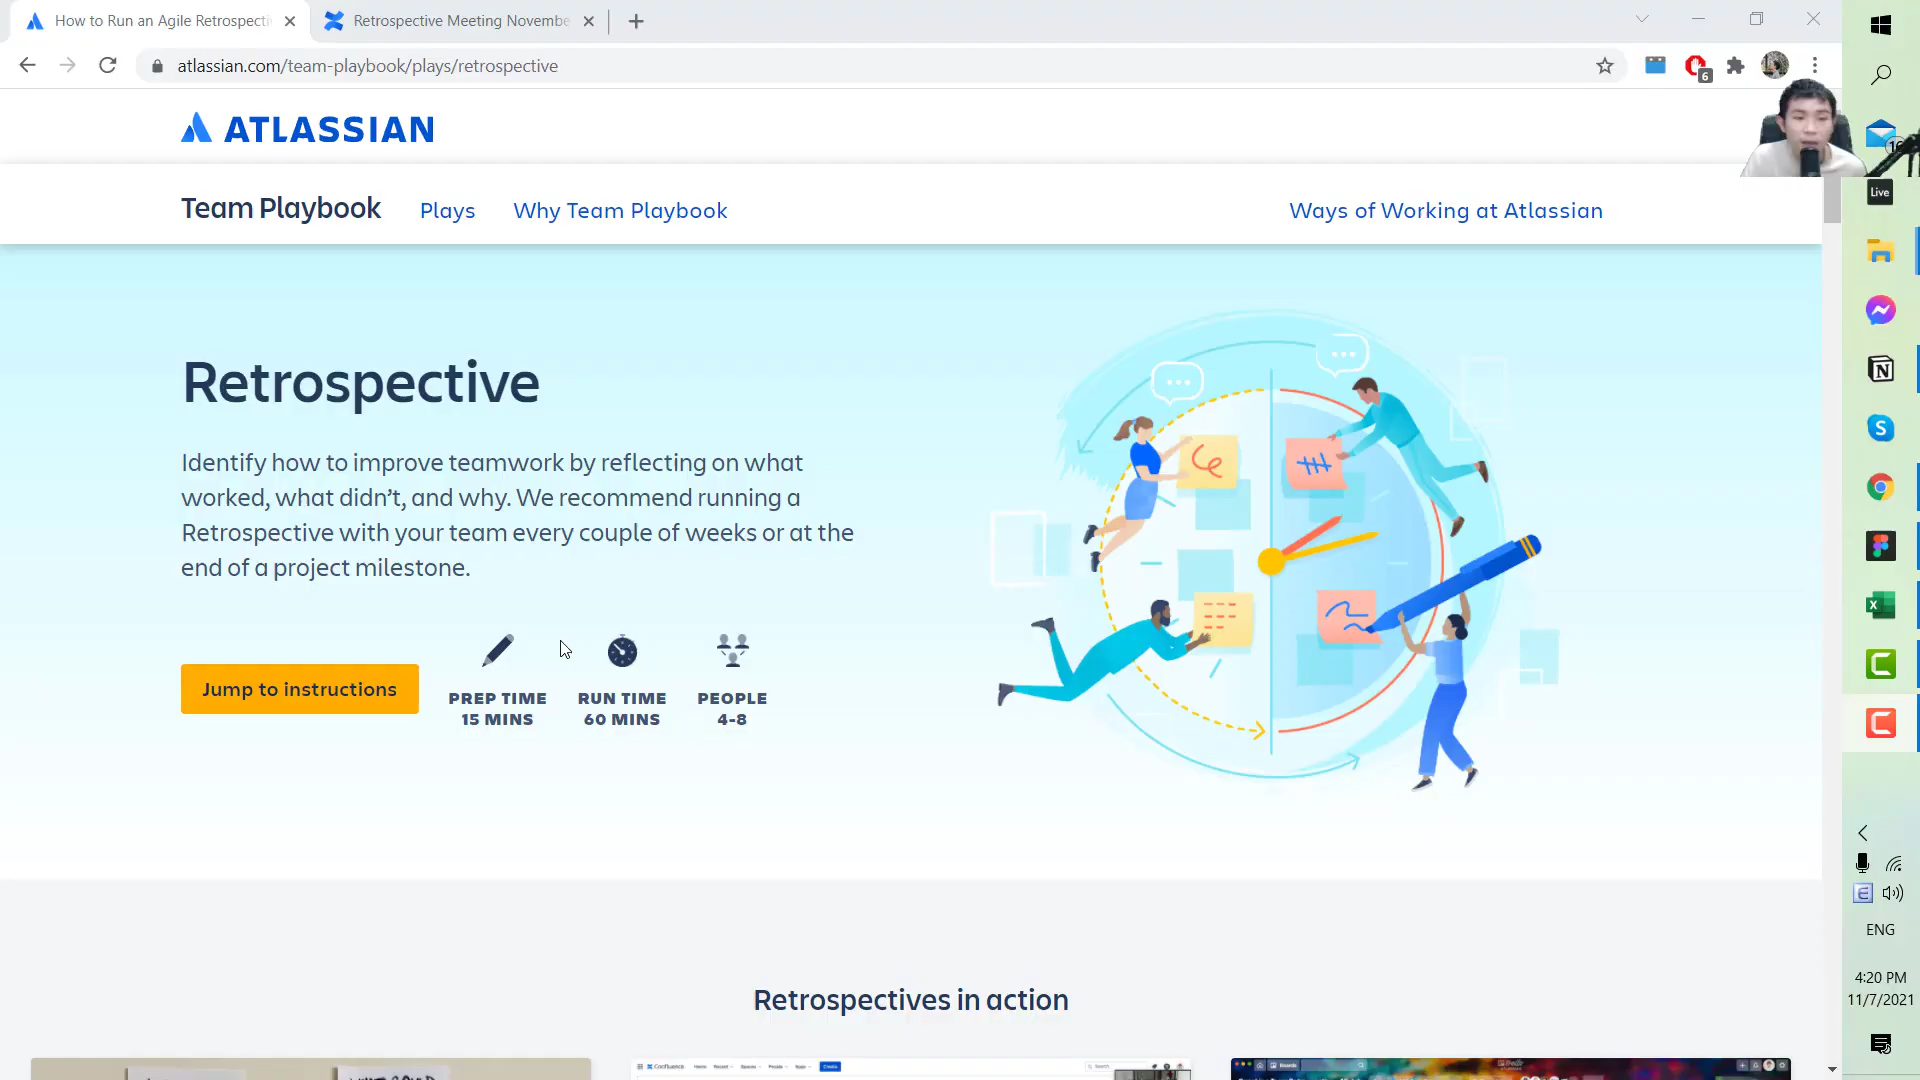 How to Run an Agile Retrospecti
Retrospective Meeting Novembe
atlassian.com/team-playbook/plays/retrospective
6
ATLASSIAN
Live
Team Playbook
Plays
Why Team Playbook
Ways of Working at Atlassian
Retrospective
Identify how to improve teamwork by reflecting on what
worked, what didn't, and why. We recommend running a
Retrospective with your team every couple of weeks or at the
end of a project milestone.
Jump to instructions
PREP TIME
15 MINS
RUN TIME
60 MINS
PEOPLE
4-8
Retrospectives in action
Confluence
Create
ENG
4:20 PM
11/7/2021